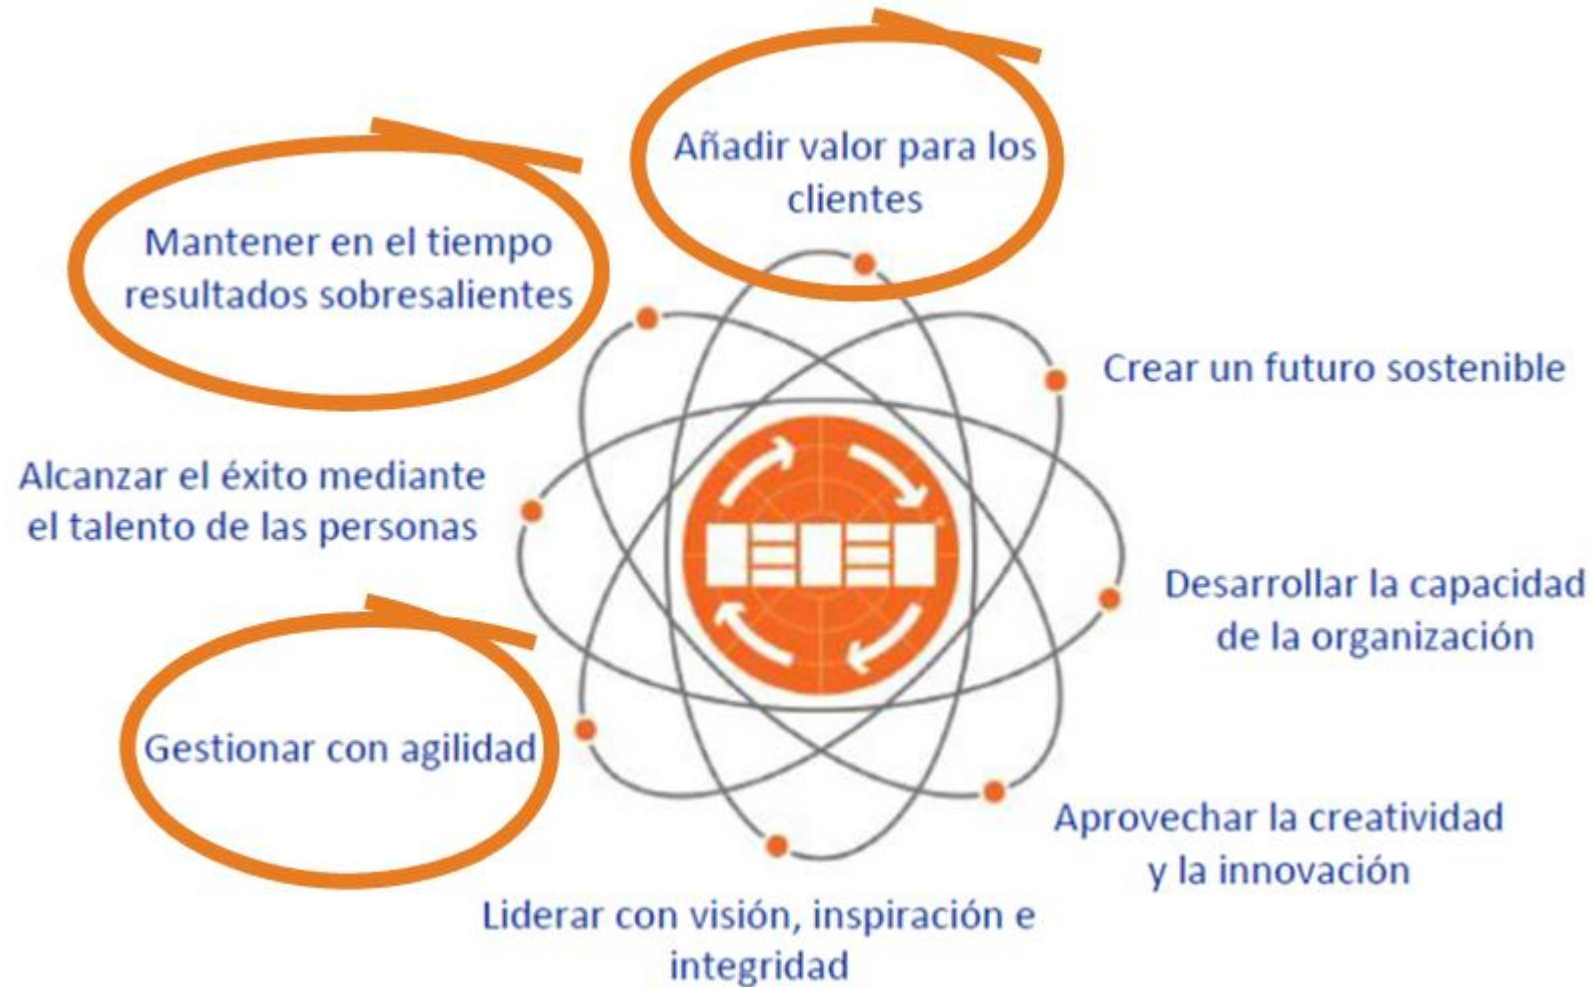 Añadir valor para los
clientes
Mantener en el tiempo
resultados sobresalientes
Crear un futuro sostenible
Alcanzar el éxito mediante
el talento de las personas
Desarrollar la capacidad
de la organización
Gestionar con agilidad
Aprovechar la creatividad
y la innovación
Liderar con visión, inspiración e
integridad